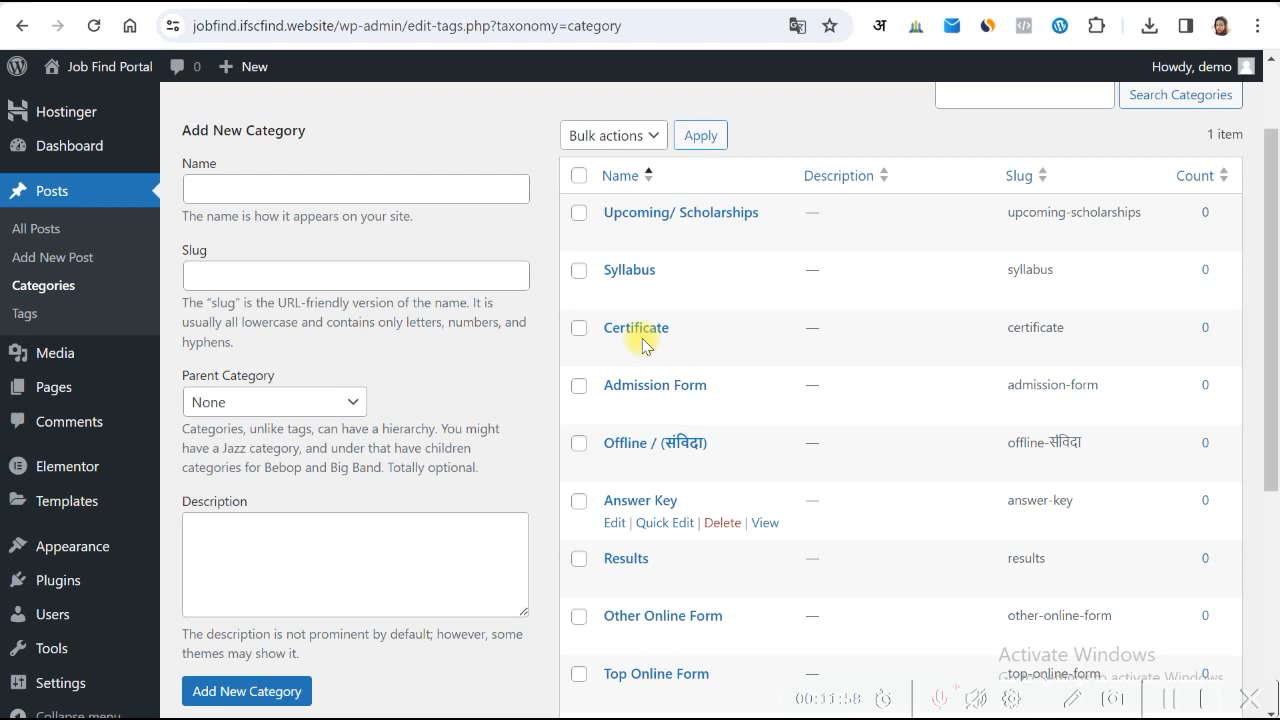 jobfind.ifscfind.website/wp-admin/edit-tags.php?taxonomy=category
Job Find Portal 0 New Howdy, demo
Hostinger
Dashboard
Posts
All Posts
Add New Post
Categories
Tags
Media
Pages
Comments
Elementor
Templates
Appearance
Plugins
Users
Tools
Settings
Collapse menu
Add New Category
Name
The name is how it appears on your site.
Slug
The “slug” is the URL-friendly version of the name. It is
usually all lowercase and contains only letters, numbers, and
hyphens.
Parent Category
None
Categories, unlike tags, can have a hierarchy. You might
have a Jazz category, and under that have children
categories for Bebop and Big Band. Totally optional.
Description
The description is not prominent by default; however, some
themes may show it.
Add New Category
Search Categories
Bulk actions Apply 1 item
Name Description Slug Count
Upcoming/ Scholarships — upcoming-scholarships 0
Syllabus — syllabus 0
Certificate — certificate 0
Admission Form — admission-form 0
Offline / (संविदा) — offline-संविदा 0
Answer Key — answer-key 0
Edit | Quick Edit | Delete | View
Results — results 0
Other Online Form — other-online-form 0
Top Online Form — top-online-form 0
Activate Windows
Go to Settings to activate Windows.
00:11:58